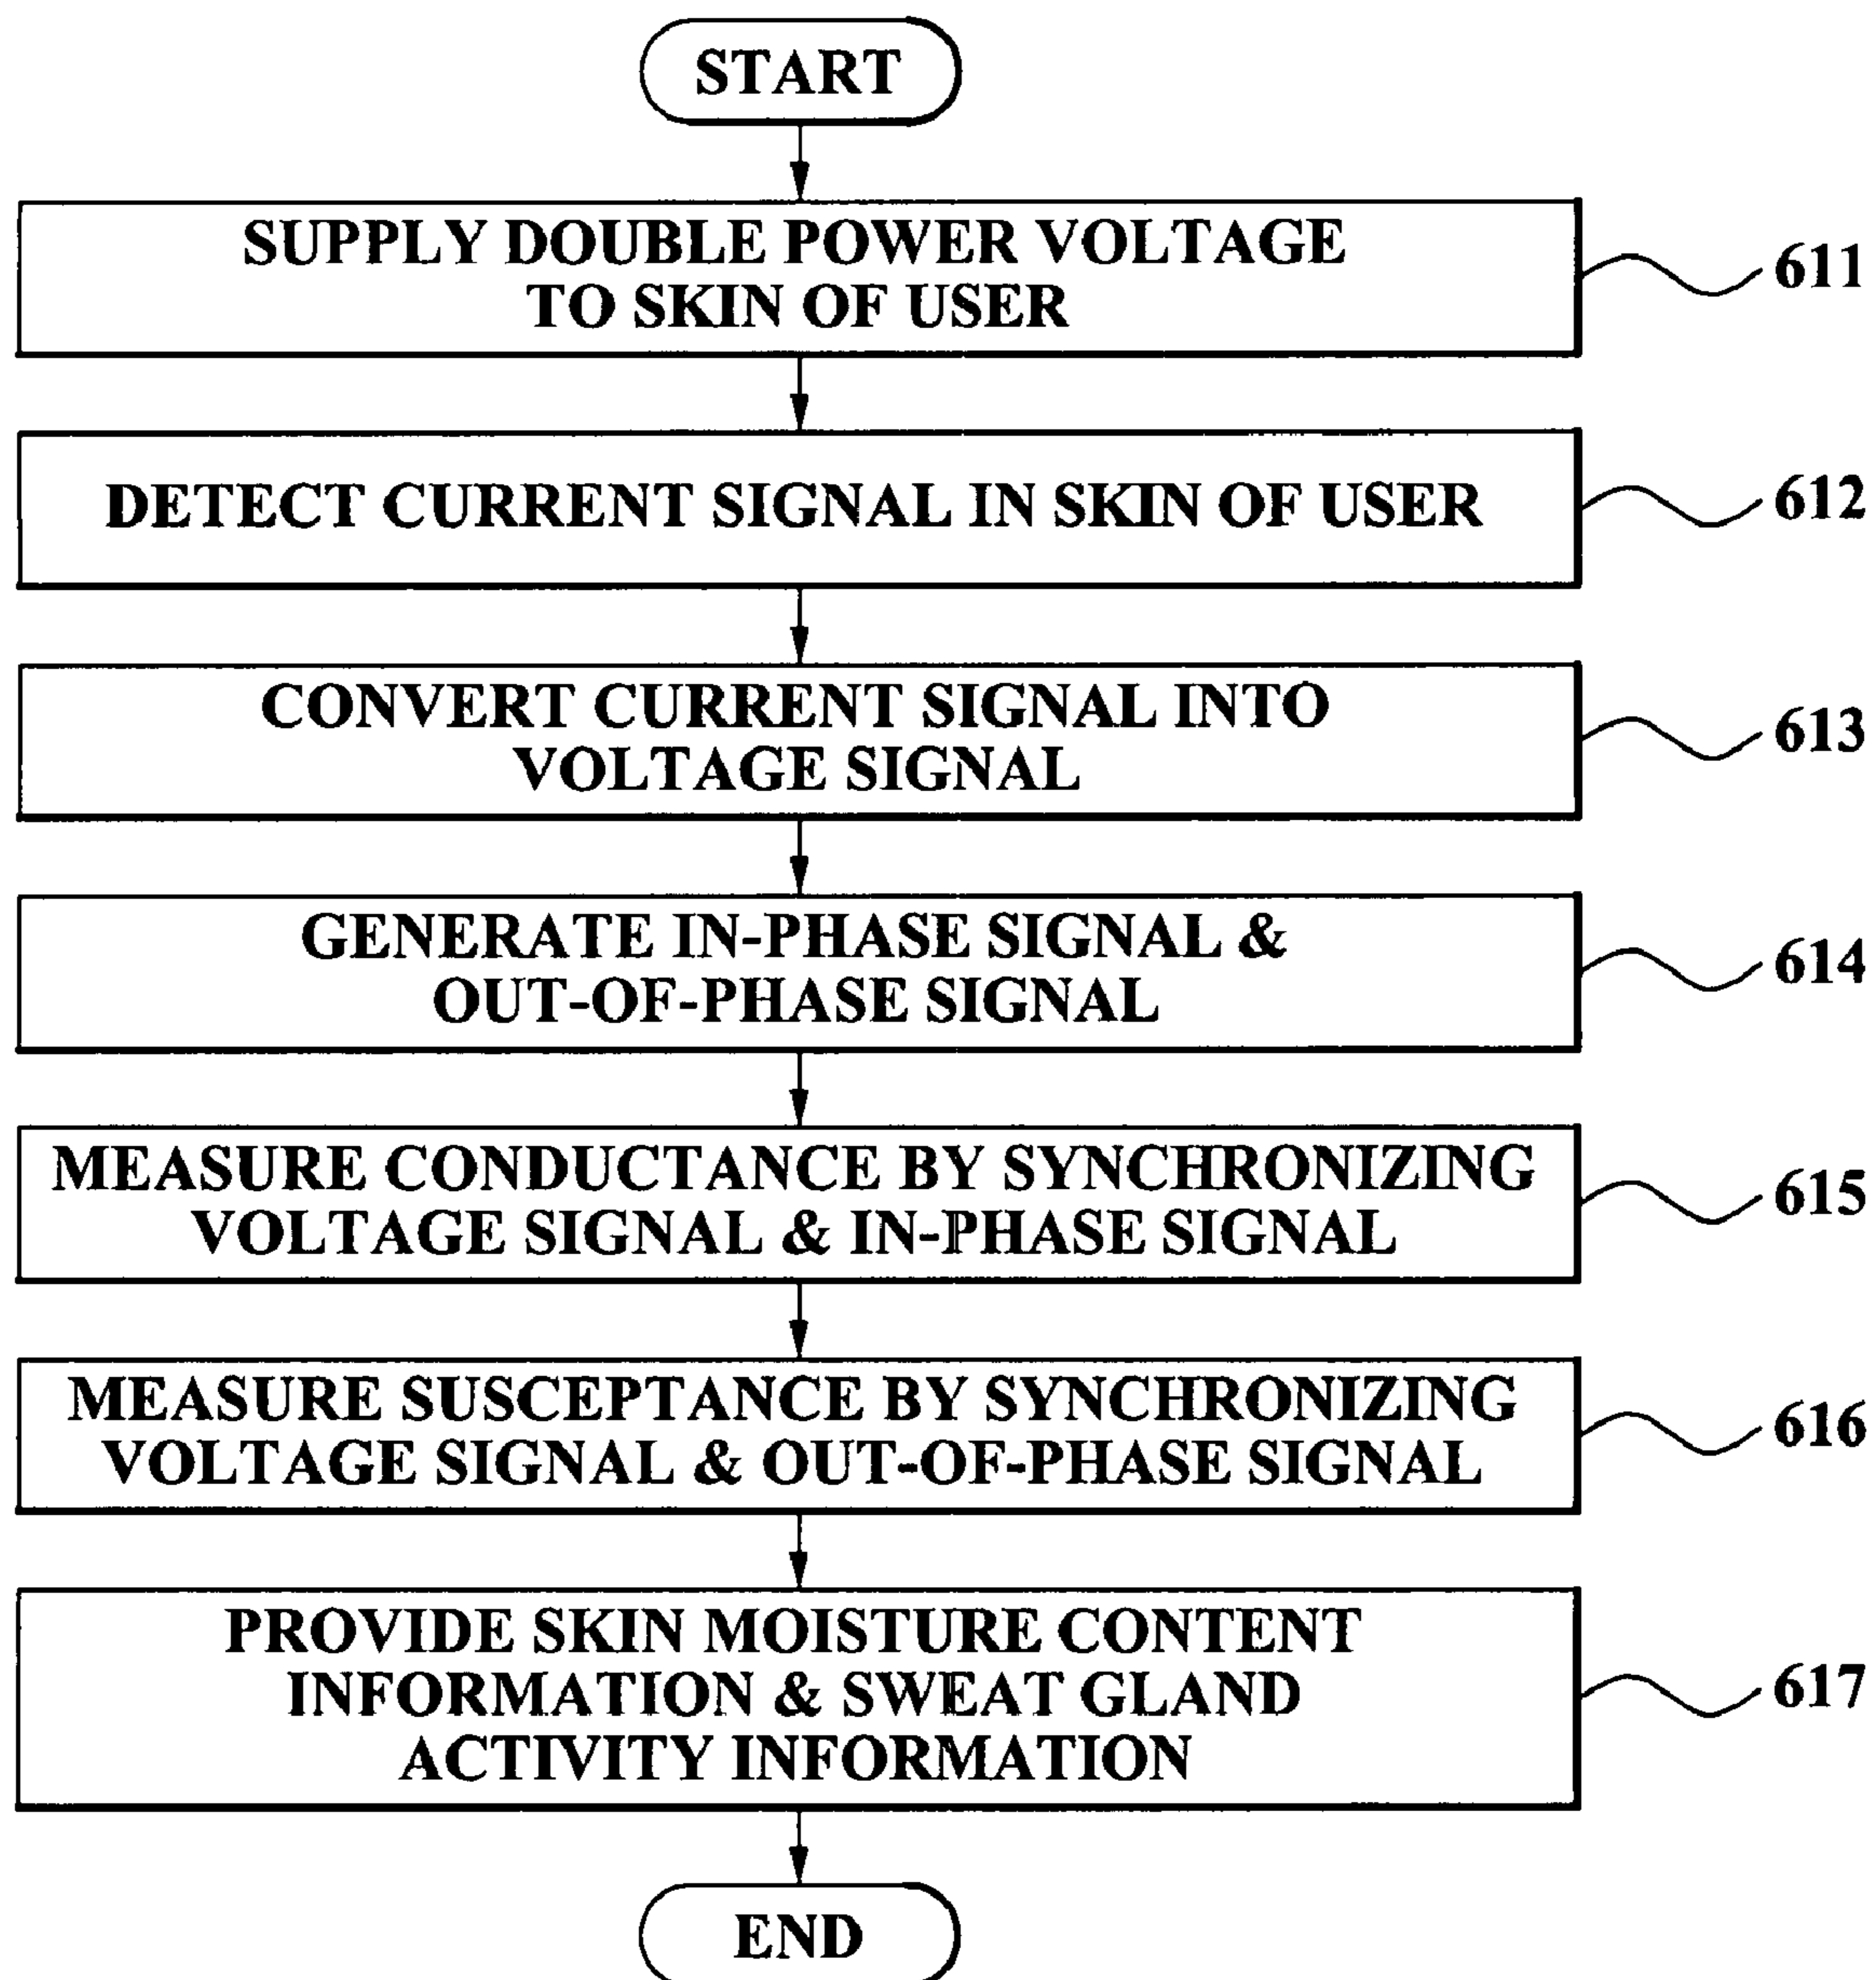 START
SUPPLY DOUBLE POWER VOLTAGE
TO SKIN OF USER
611
DETECT CURRENT SIGNAL IN SKIN OF USER
612
CONVERT CURRENT SIGNAL INTO
VOLTAGE SIGNAL
613
GENERATE IN-PHASE SIGNAL &
OUT-OF-PHASE SIGNAL
614
MEASURE CONDUCTANCE BY SYNCHRONIZING
VOLTAGE SIGNAL & IN-PHASE SIGNAL
615
MEASURE SUSCEPTANCE BY SYNCHRONIZING
VOLTAGE SIGNAL & OUT-OF-PHASE SIGNAL
616
PROVIDE SKIN MOISTURE CONTENT
INFORMATION & SWEAT GLAND
ACTIVITY INFORMATION
617
END